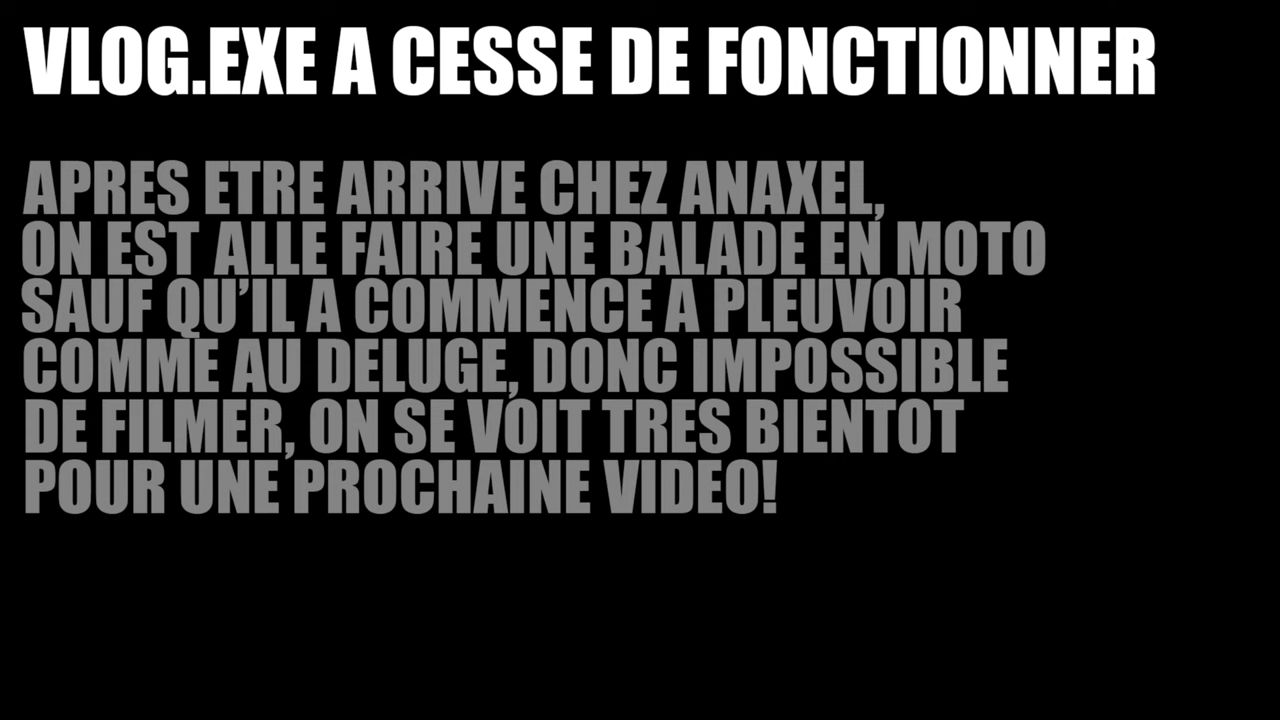 VLOG.EXE A CESSE DE FONCTIONNER
APRES ETRE ARRIVE CHEZ ANAXEL,
ON EST ALLE FAIRE UNE BALADE EN MOTO
SAUF QU'IL A COMMENCE A PLEUVOIR
COMME AU DELUGE, DONC IMPOSSIBLE
DE FILMER, ON SE VOIT TRES BIENTOT
POUR UNE PROCHAINE VIDEO!